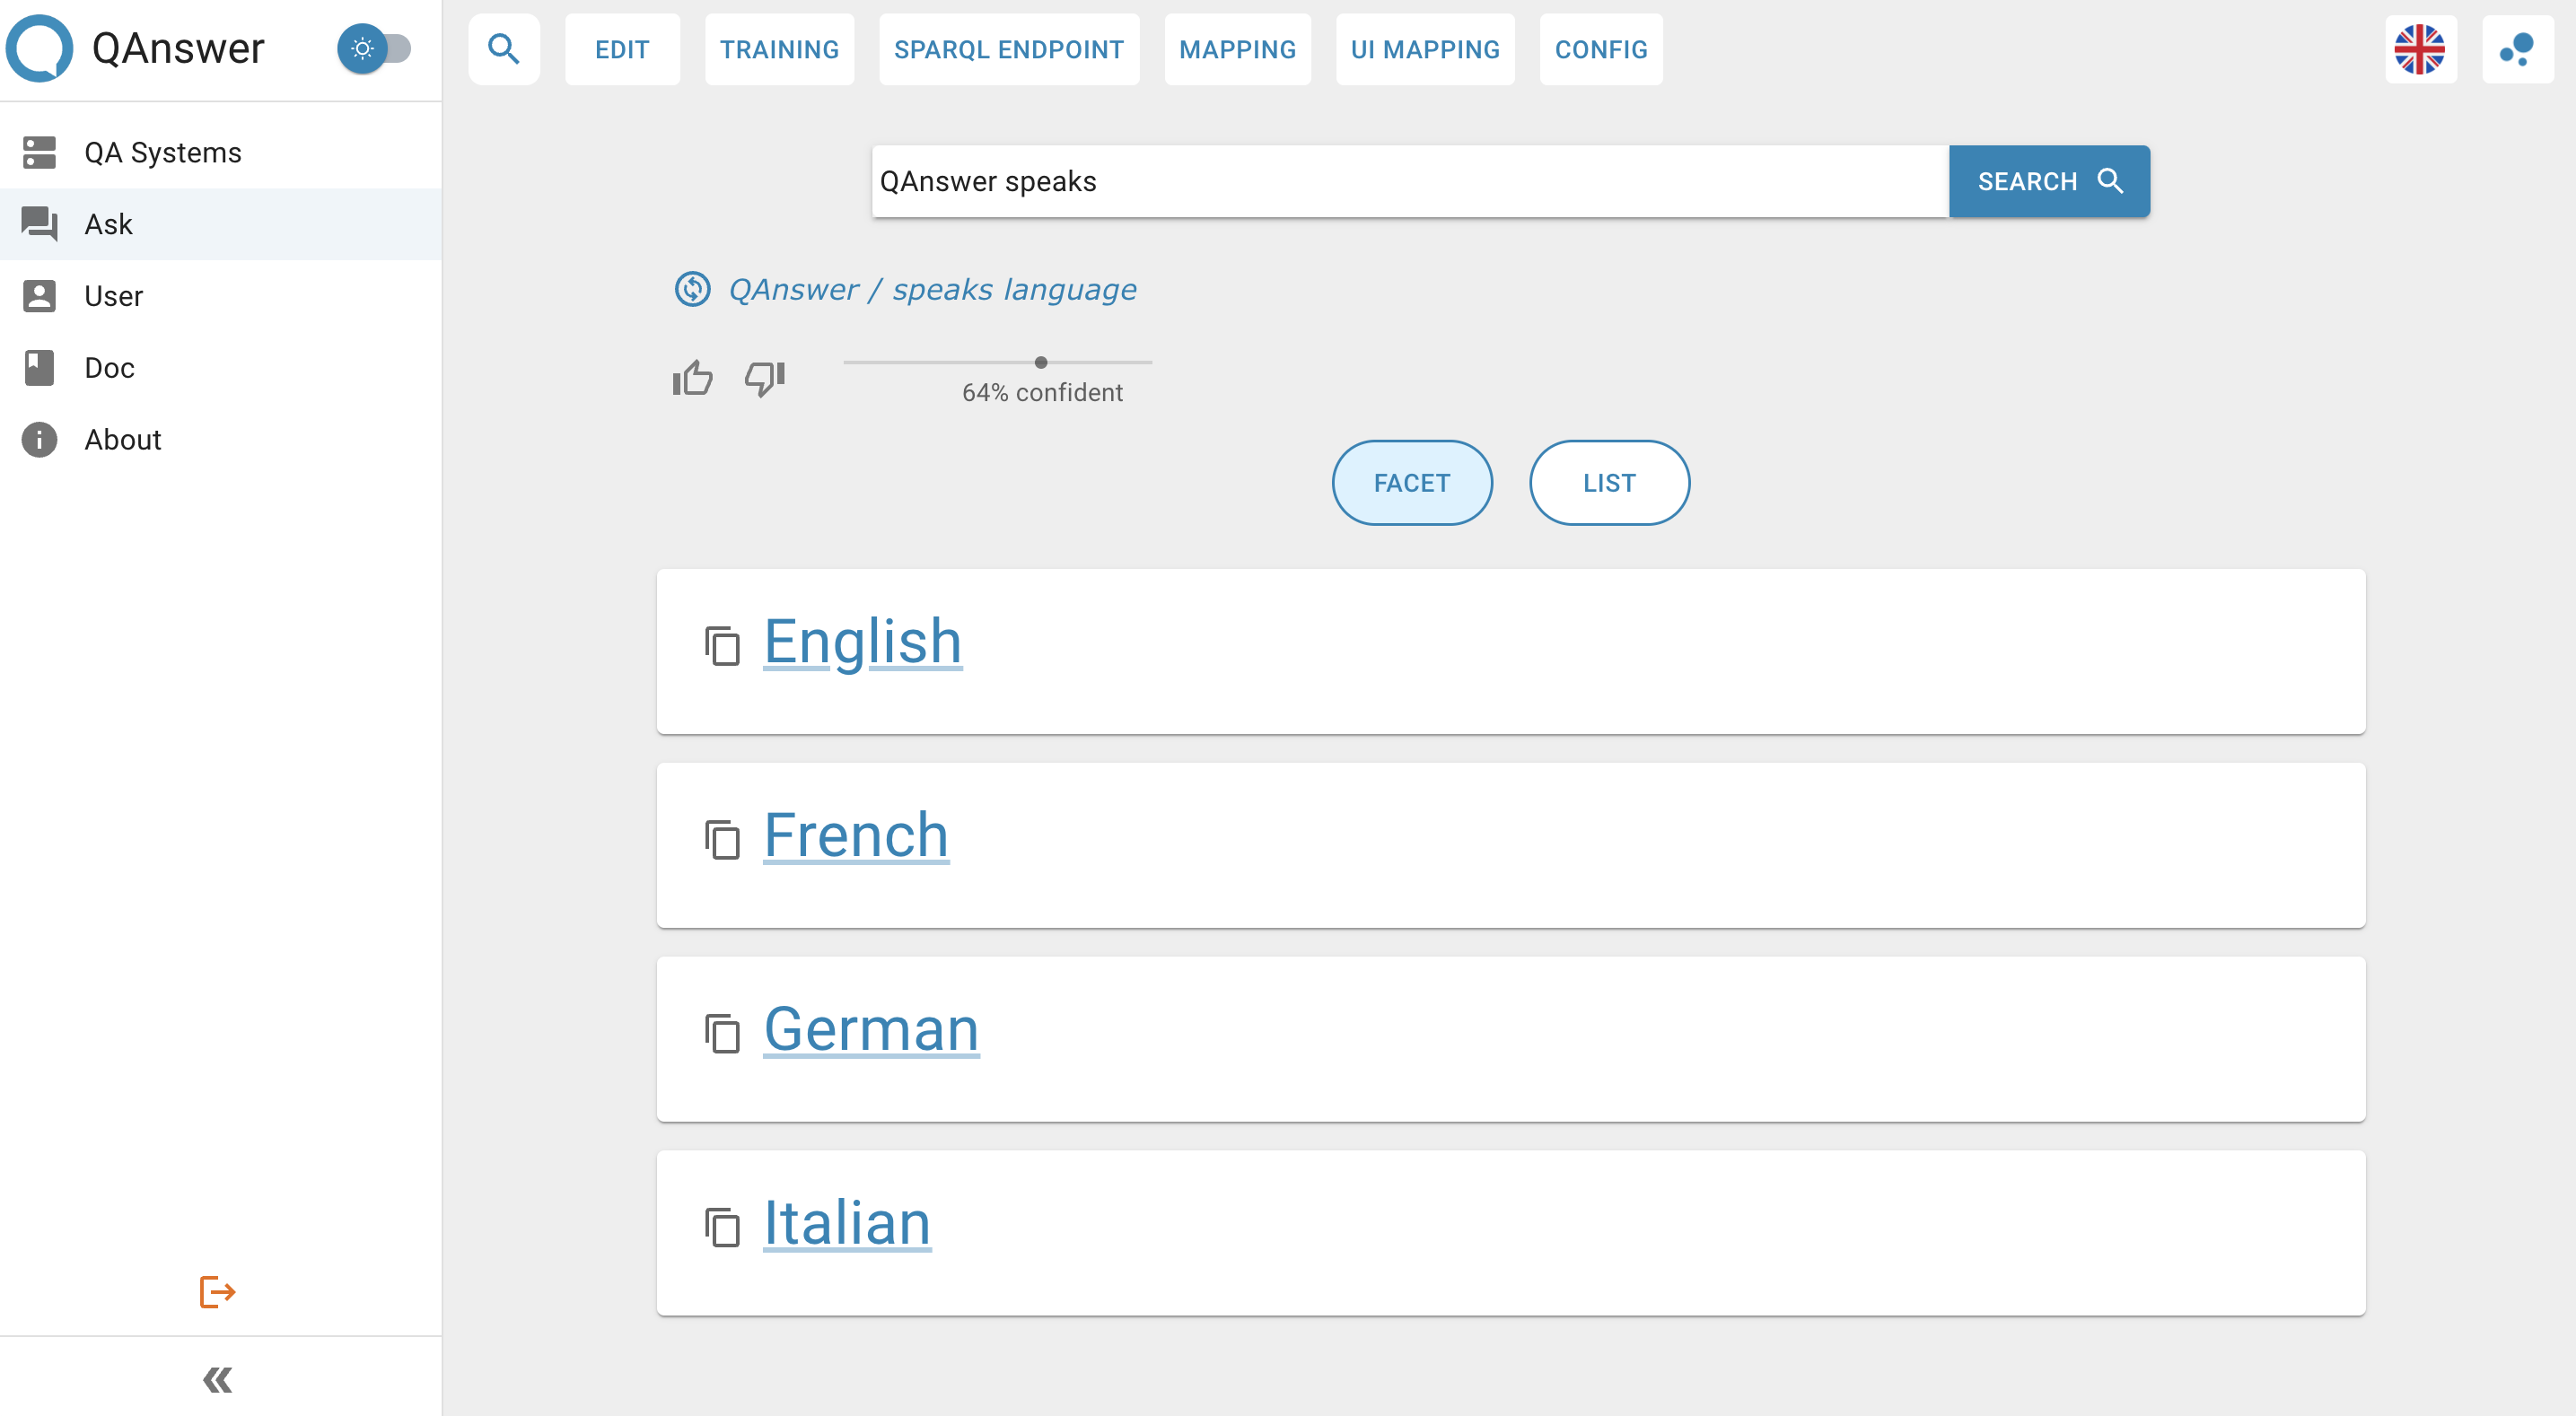 QAnswer
QA Systems
Ask
User
Doc
About
EDIT TRAINING SPARQL ENDPOINT MAPPING UI MAPPING CONFIG
QAnswer speaks SEARCH
QAnswer / speaks language
64% confident
FACET LIST
English
French
German
Italian